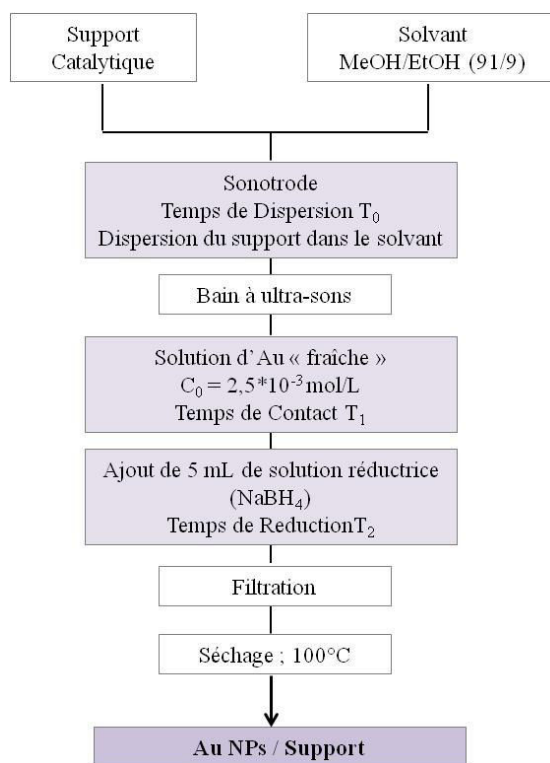 Support
Catalytique
Solvant
MeOH/EtOH (91/9)
Sonotrode
Temps de Dispersion T₀
Dispersion du support dans le solvant
Bain à ultra-sons
Solution d’Au « fraîche »
C₀ = 2,5*10⁻³ mol/L
Temps de Contact T₁
Ajout de 5 mL de solution réductrice
(NaBH₄)
Temps de ReductionT₂
Filtration
Séchage ; 100°C
Au NPs / Support